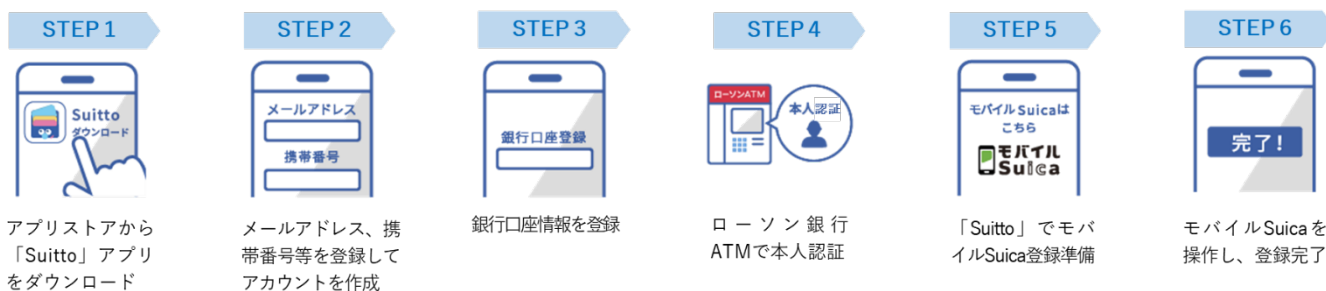 STEP 1
Suitto
ダウンロード
アプリストアから
「Suitto」アプリ
をダウンロード
STEP 2
メールアドレス
携帯番号
メールアドレス、携
帯番号等を登録して
アカウントを作成
STEP 3
銀行口座登録
銀行口座情報を登録
STEP 4
ローソンATM
本人認証
ローソン銀行
ATMで本人認証
STEP 5
モバイルSuicaは
こちら
モバイル
Suica
「Suitto」でモバ
イルSuica登録準備
STEP 6
完了!
モバイルSuicaを
操作し、登録完了